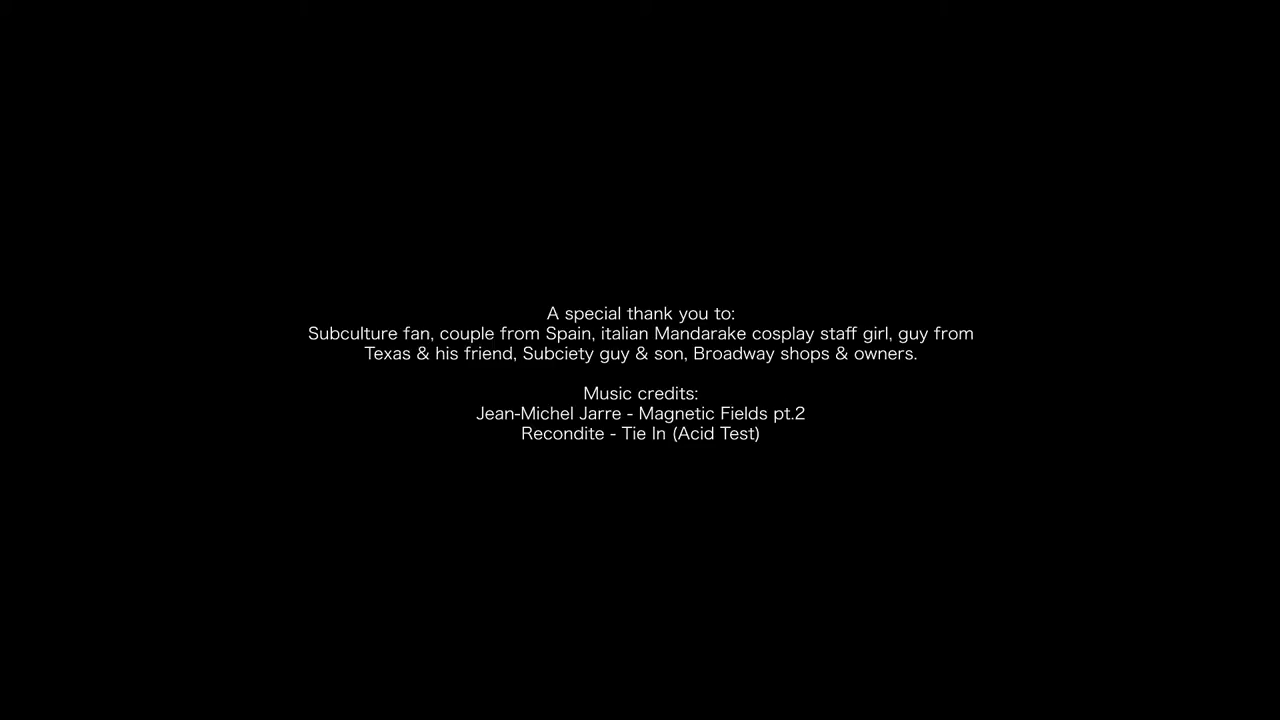 A special thank you to:
Subculture fan, couple from Spain, italian Mandarake cosplay staff girl, guy from
Texas & his friend, Subciety guy & son, Broadway shops & owners.
Music credits:
Jean-Michel Jarre - Magnetic Fields pt.2
Recondite - Tie In (Acid Test)